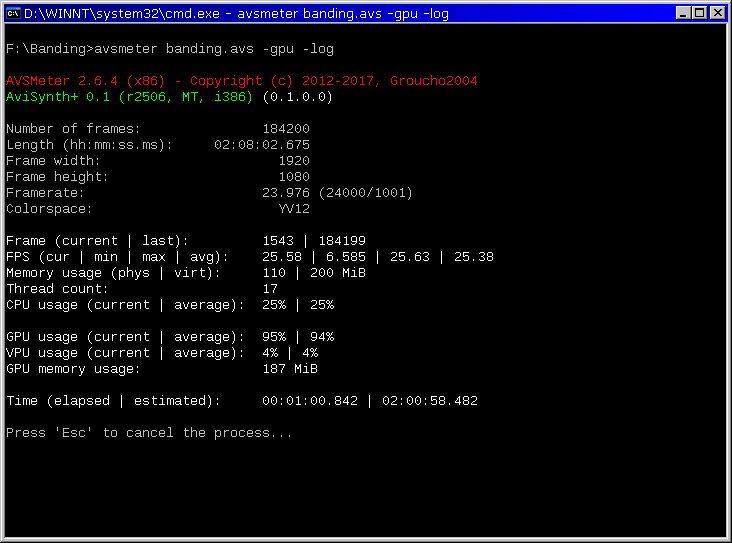 D:\WINNT\system32\cmd.exe - avsmeter banding.avs -gpu -log
F:\Banding>avsmeter banding.avs -gpu -log
AVSMeter 2.6.4 (x86) - Copyright (c) 2012-2017, Groucho2004
AviSynth+ 0.1 (r2506, MT, i386) (0.1.0.0)
Number of frames: 184200
Length (hh:mm:ss.ms): 02:08:02.675
Frame width: 1920
Frame height: 1080
Framerate: 23.976 (24000/1001)
Colorspace: YV12
Frame (current | last): 1543 | 184199
FPS (cur | min | max | avg): 25.58 | 6.585 | 25.63 | 25.38
Memory usage (phys | virt): 110 | 200 MiB
Thread count: 17
CPU usage (current | average): 25% | 25%
GPU usage (current | average): 95% | 94%
VPU usage (current | average): 4% | 4%
GPU memory usage: 187 MiB
Time (elapsed | estimated): 00:01:00.842 | 02:00:58.482
Press 'Esc' to cancel the process...